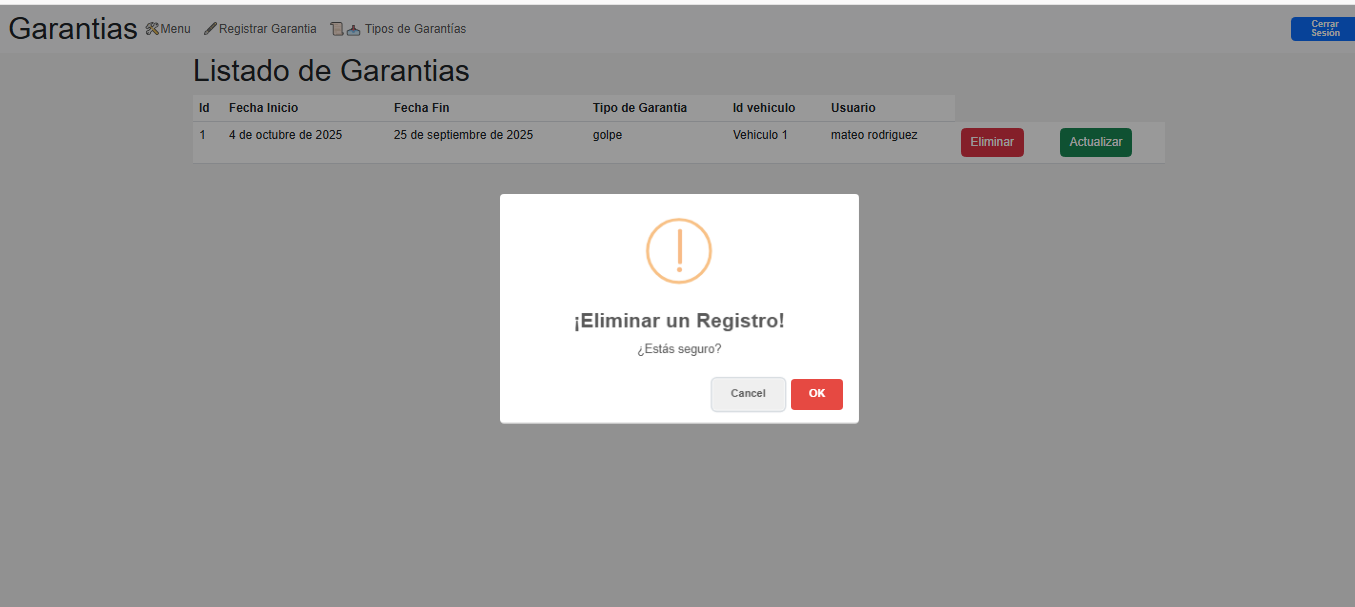 Garantias 🛠Menu 🖊Registrar Garantia 📜📥 Tipos de Garantías
Cerrar
Sesión
Listado de Garantias
Id Fecha Inicio Fecha Fin Tipo de Garantia Id vehiculo Usuario
1 4 de octubre de 2025 25 de septiembre de 2025 golpe Vehiculo 1 mateo rodriguez Eliminar Actualizar
¡Eliminar un Registro!
¿Estás seguro?
Cancel OK